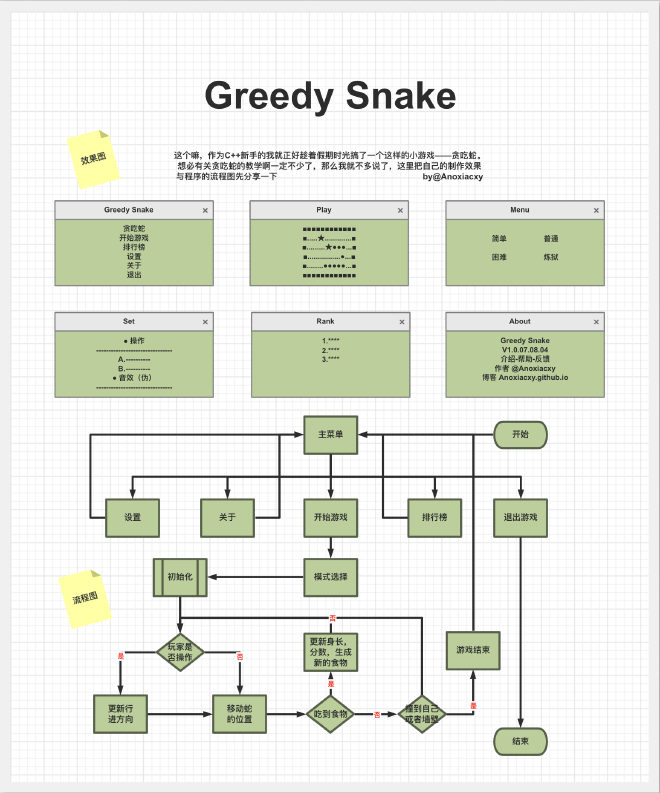 Greedy Snake
效果图
这个嘛，作为C++新手的我就正好趁着假期时光搞了一个这样的小游戏——贪吃蛇，
想必有关贪吃蛇的教学啊一定不少了，那么我就不多说了，这里把自己的制作效果
与程序的流程图先分享一下 by@Anoxiacxy
Greedy Snake ×
贪吃蛇
开始游戏
排行榜
设置
关于
退出
Play ×
■■■■■■■■■■■■
■.....★..............■
■.........★●●●...■
■.................●...■
■........●●●●●...■
■■■■■■■■■■■■
Menu ×
简单 普通
困难 炼狱
Set ×
● 操作
-------------------------------
A.----------
B.----------
● 音效（伪）
-------------------------------
Rank ×
1.****
2.****
3.****
About ×
Greedy Snake
V1.0.07.08.04
介绍-帮助-反馈
作者 @Anoxiacxy
博客 Anoxiacxy.github.io
主菜单
开始
设置
关于
开始游戏
排行榜
退出游戏
初始化
模式选择
流程图
否
玩家是
否操作
更新身长，
分数，生成
新的食物
游戏结束
是
否
是
更新行
进方向
移动蛇
的位置
吃到食物
否
撞到自己
或者墙壁
是
结束